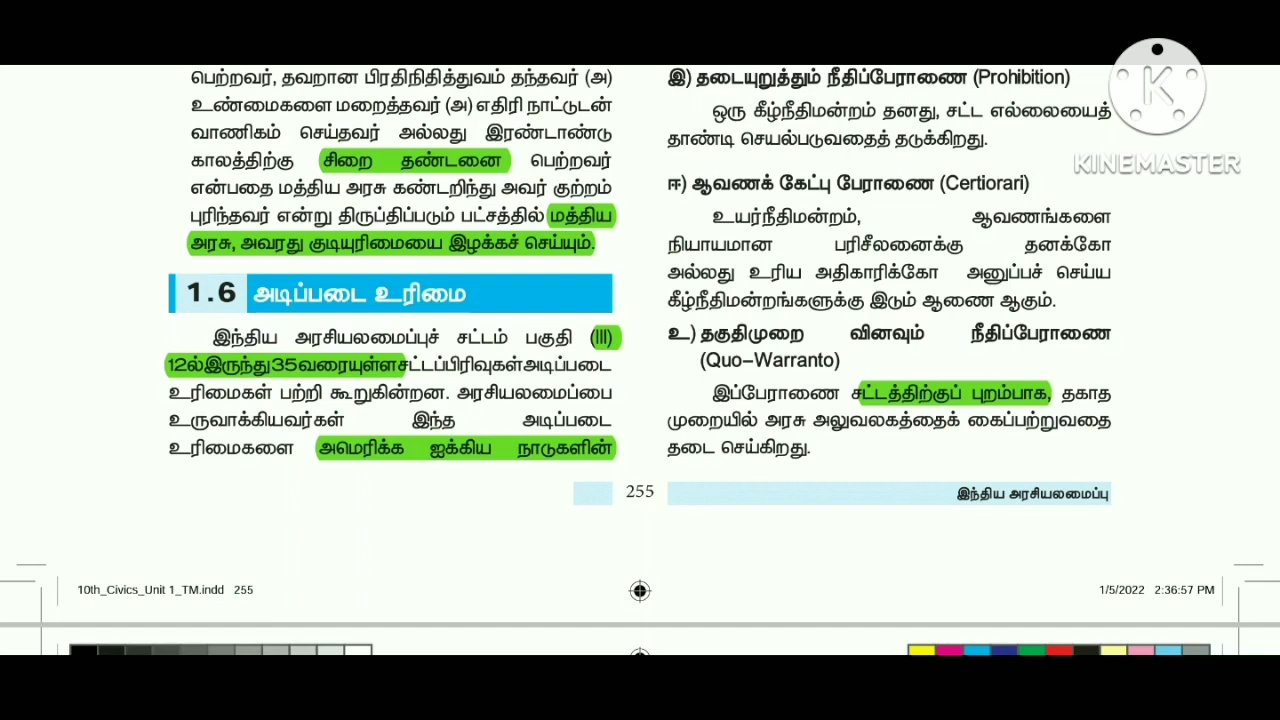 பெற்றவர், தவறான பிரதிநிதித்துவம் தந்தவர் (அ)
உண்மைகளை மறைத்தவர் (அ) எதிரி நாட்டுடன்
வாணிகம் செய்தவர் அல்லது இரண்டாண்டு
காலத்திற்கு சிறை தண்டனை பெற்றவர்
என்பதை மத்திய அரசு கண்டறிந்து அவர் குற்றம்
புரிந்தவர் என்று திருப்திப்படும் பட்சத்தில் மத்திய
அரசு, அவரது குடியுரிமையை இழக்கச் செய்யும்.
1.6 அடிப்படை உரிமை
இந்திய அரசியலமைப்புச் சட்டம் பகுதி (III)
12ல்இருந்து35வரையுள்ளசட்டப்பிரிவுகள்அடிப்படை
உரிமைகள் பற்றி கூறுகின்றன. அரசியலமைப்பை
உருவாக்கியவர்கள் இந்த அடிப்படை
உரிமைகளை அமெரிக்க ஐக்கிய நாடுகளின்
இ) தடையுறுத்தும் நீதிப்பேராணை (Prohibition)
ஒரு கீழ்நீதிமன்றம் தனது, சட்ட எல்லையைத்
தாண்டி செயல்படுவதைத் தடுக்கிறது.
ஈ) ஆவணக் கேட்பு பேராணை (Certiorari)
உயர்நீதிமன்றம், ஆவணங்களை
நியாயமான பரிசீலனைக்கு தனக்கோ
அல்லது உரிய அதிகாரிக்கோ அனுப்பச் செய்ய
கீழ்நீதிமன்றங்களுக்கு இடும் ஆணை ஆகும்.
உ) தகுதிமுறை வினவும் நீதிப்பேராணை
(Quo–Warranto)
இப்பேராணை சட்டத்திற்குப் புறம்பாக, தகாத
முறையில் அரசு அலுவலகத்தைக் கைப்பற்றுவதை
தடை செய்கிறது.
255 இந்திய அரசியலமைப்பு
10th_Civics_Unit 1_TM.indd 255 1/5/2022 2:36:57 PM
K
KINEMASTER